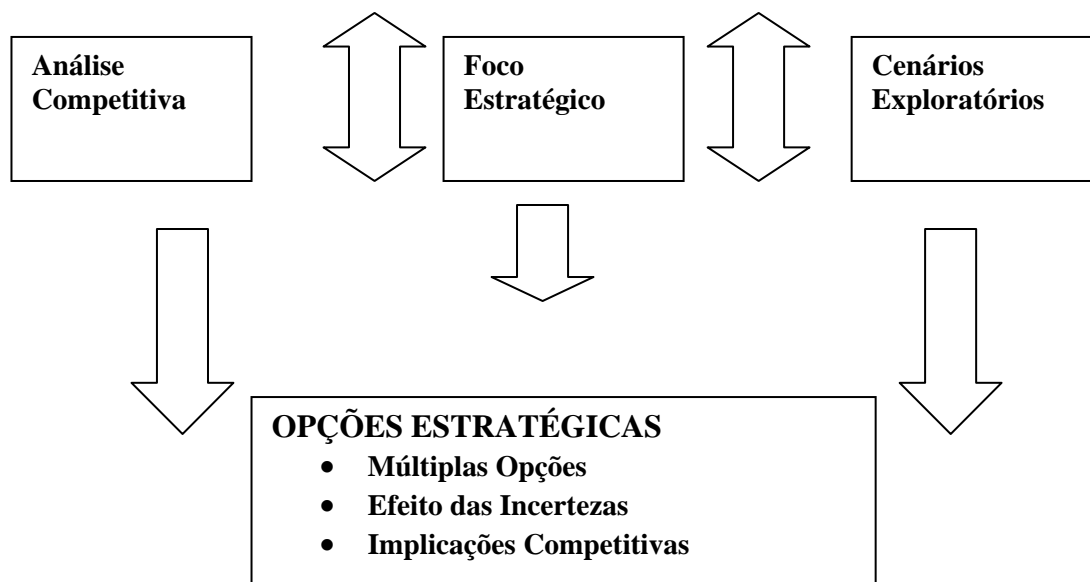 Análise
Competitiva
Foco
Estratégico
Cenários
Exploratórios
OPÇÕES ESTRATÉGICAS
• Múltiplas Opções
• Efeito das Incertezas
• Implicações Competitivas